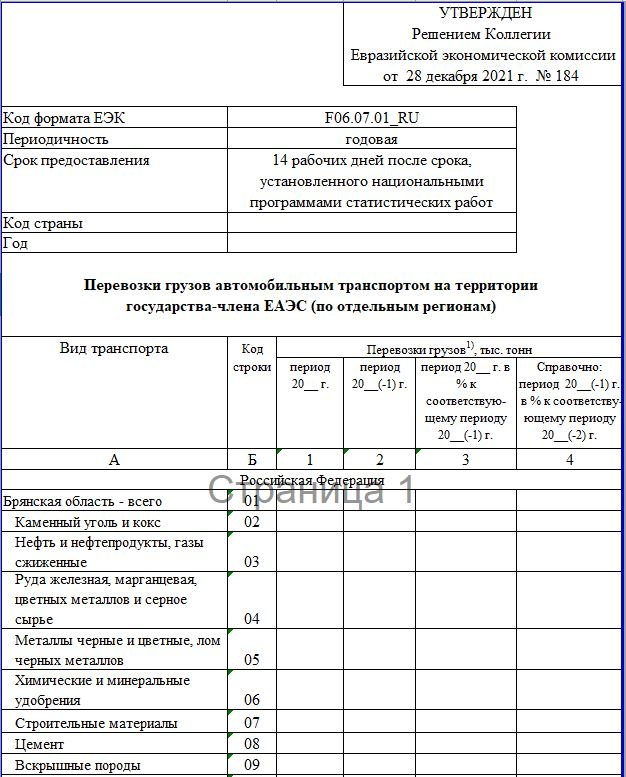 УТВЕРЖДЕН
Решением Коллегии
Евразийской экономической комиссии
от 28 декабря 2021 г. № 184
Код формата ЕЭК F06.07.01_RU
Периодичность годовая
Срок предоставления 14 рабочих дней после срока,
установленного национальными
программами статистических работ
Код страны
Год
Перевозки грузов автомобильным транспортом на территории
государства-члена ЕАЭС (по отдельным регионам)
Вид транспорта
Код
строки
Перевозки грузов1), тыс. тонн
период
20__ г.
период
20__(-1) г.
период 20__ г. в
% к
соответствую-
щему периоду
20__(-1) г.
Справочно:
период 20__(-1) г.
в % к соответству-
ющему периоду
20__(-2) г.
А Б 1 2 3 4
Российская Федерация
Страница 1
Брянская область - всего 01
Каменный уголь и кокс 02
Нефть и нефтепродукты, газы
сжиженные 03
Руда железная, марганцевая,
цветных металлов и серное
сырье 04
Металлы черные и цветные, лом
черных металлов 05
Химические и минеральные
удобрения 06
Строительные материалы 07
Цемент 08
Вскрышные породы 09